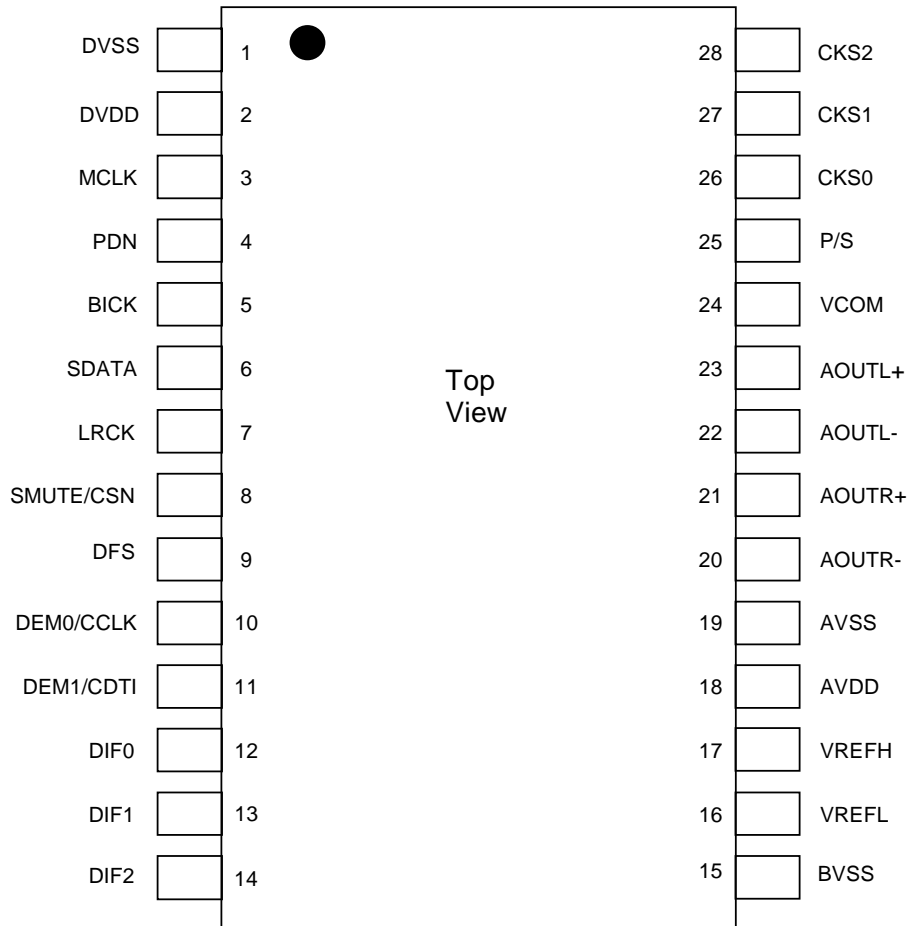 DVSS 1 28 CKS2
DVDD 2 27 CKS1
MCLK 3 26 CKS0
PDN 4 25 P/S
BICK 5 24 VCOM
SDATA 6 23 AOUTL+
Top
View
LRCK 7 22 AOUTL-
SMUTE/CSN 8 21 AOUTR+
DFS 9 20 AOUTR-
DEM0/CCLK 10 19 AVSS
DEM1/CDTI 11 18 AVDD
DIF0 12 17 VREFH
DIF1 13 16 VREFL
DIF2 14 15 BVSS